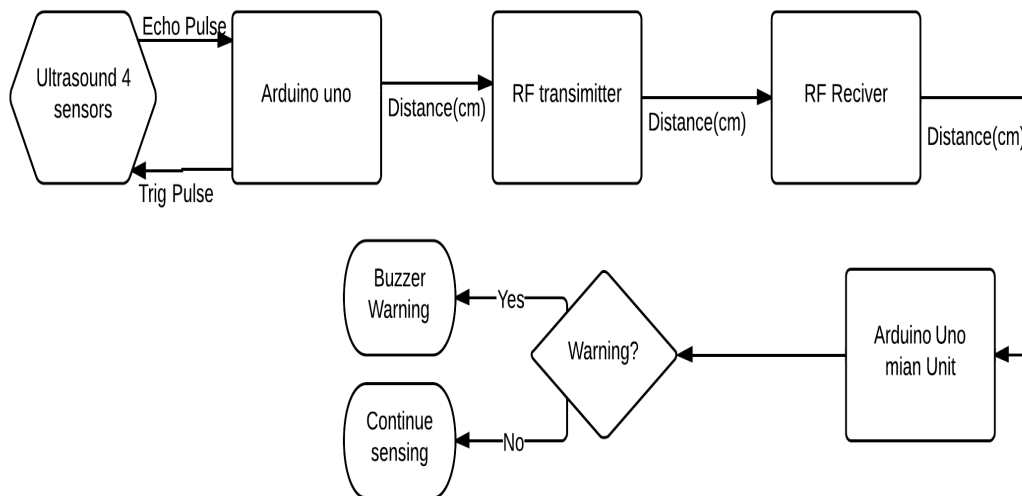 Echo Pulse
Ultrasound 4
sensors
Trig Pulse
Arduino uno
Distance(cm)
RF transimitter
Distance(cm)
RF Reciver
Distance(cm)
Buzzer
Warning
Yes
Warning?
Arduino Uno
mian Unit
Continue
sensing
No